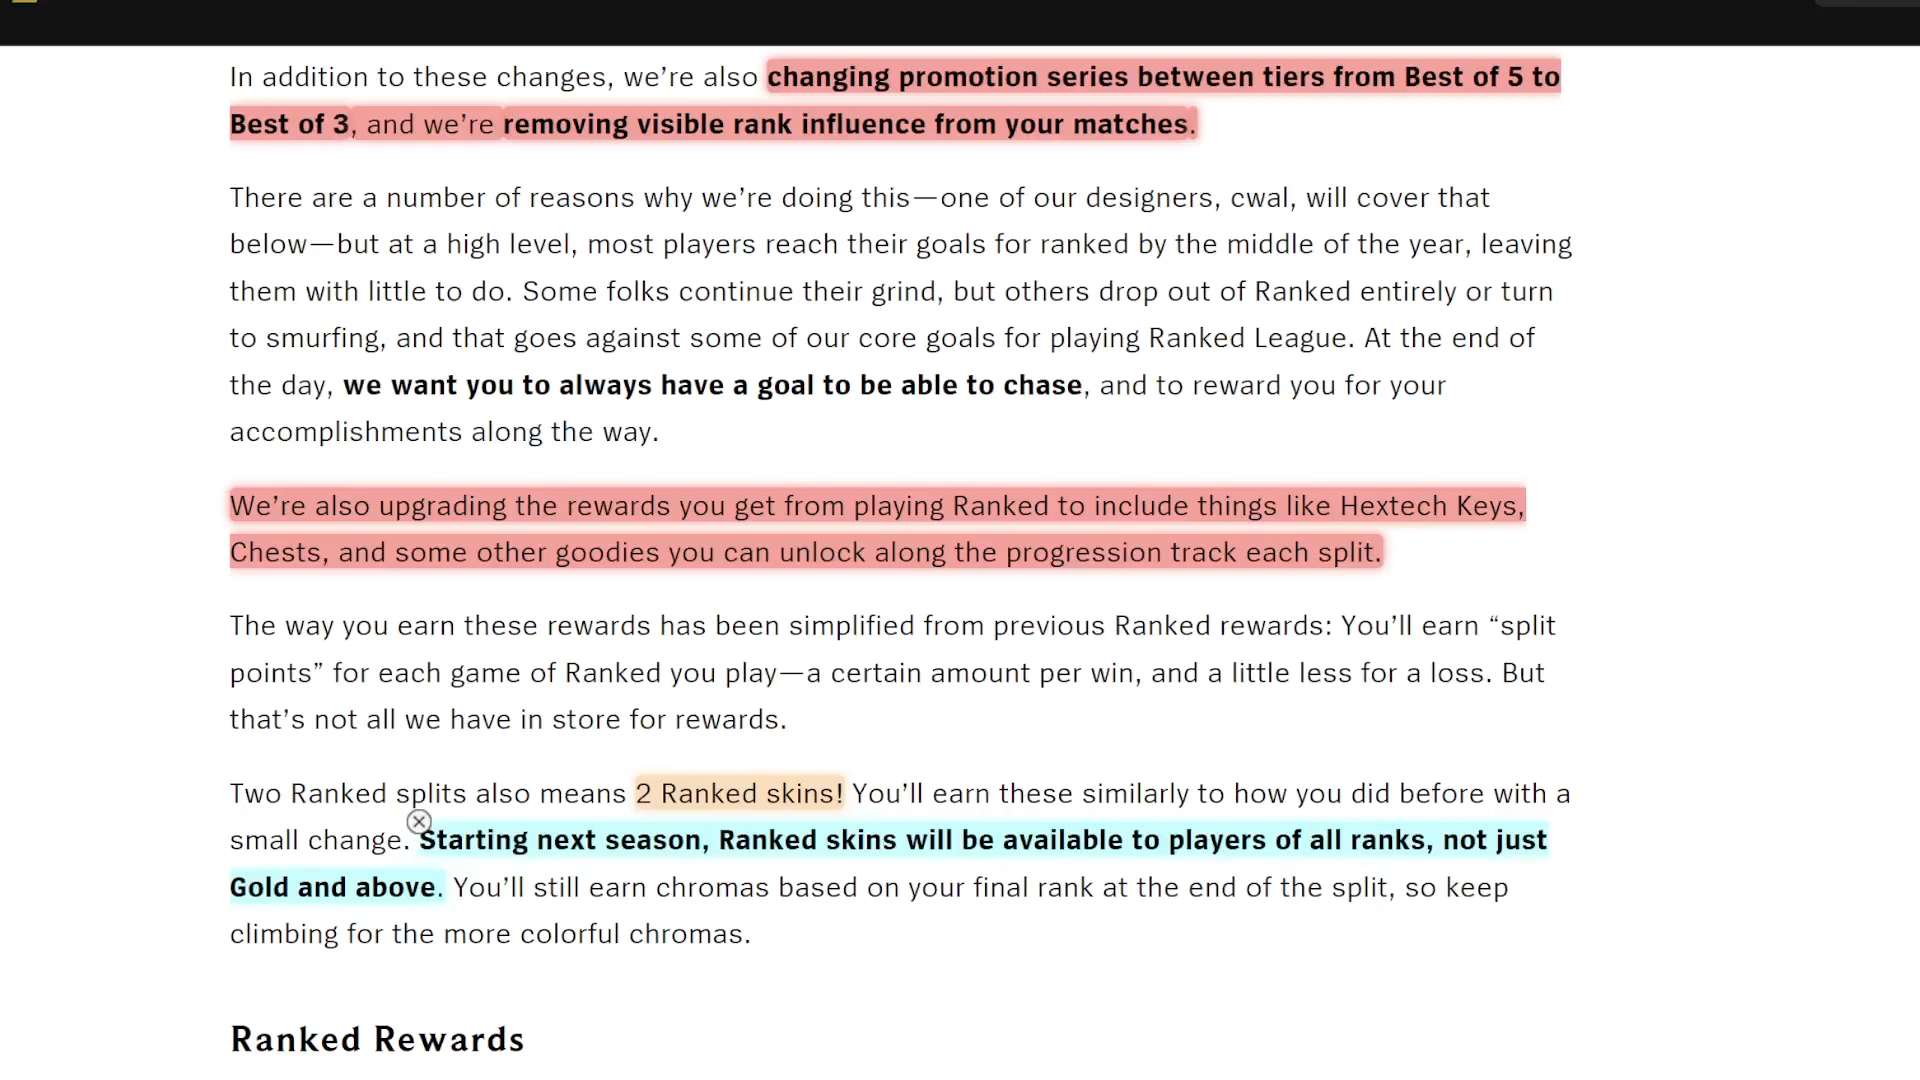 In addition to these changes, we’re also changing promotion series between tiers from Best of 5 to
Best of 3, and we’re removing visible rank influence from your matches.
There are a number of reasons why we’re doing this—one of our designers, cwal, will cover that
below—but at a high level, most players reach their goals for ranked by the middle of the year, leaving
them with little to do. Some folks continue their grind, but others drop out of Ranked entirely or turn
to smurfing, and that goes against some of our core goals for playing Ranked League. At the end of
the day, we want you to always have a goal to be able to chase, and to reward you for your
accomplishments along the way.
We’re also upgrading the rewards you get from playing Ranked to include things like Hextech Keys,
Chests, and some other goodies you can unlock along the progression track each split.
The way you earn these rewards has been simplified from previous Ranked rewards: You’ll earn “split
points” for each game of Ranked you play—a certain amount per win, and a little less for a loss. But
that’s not all we have in store for rewards.
Two Ranked splits also means 2 Ranked skins! You’ll earn these similarly to how you did before with a
small change. Starting next season, Ranked skins will be available to players of all ranks, not just
Gold and above. You’ll still earn chromas based on your final rank at the end of the split, so keep
climbing for the more colorful chromas.
Ranked Rewards